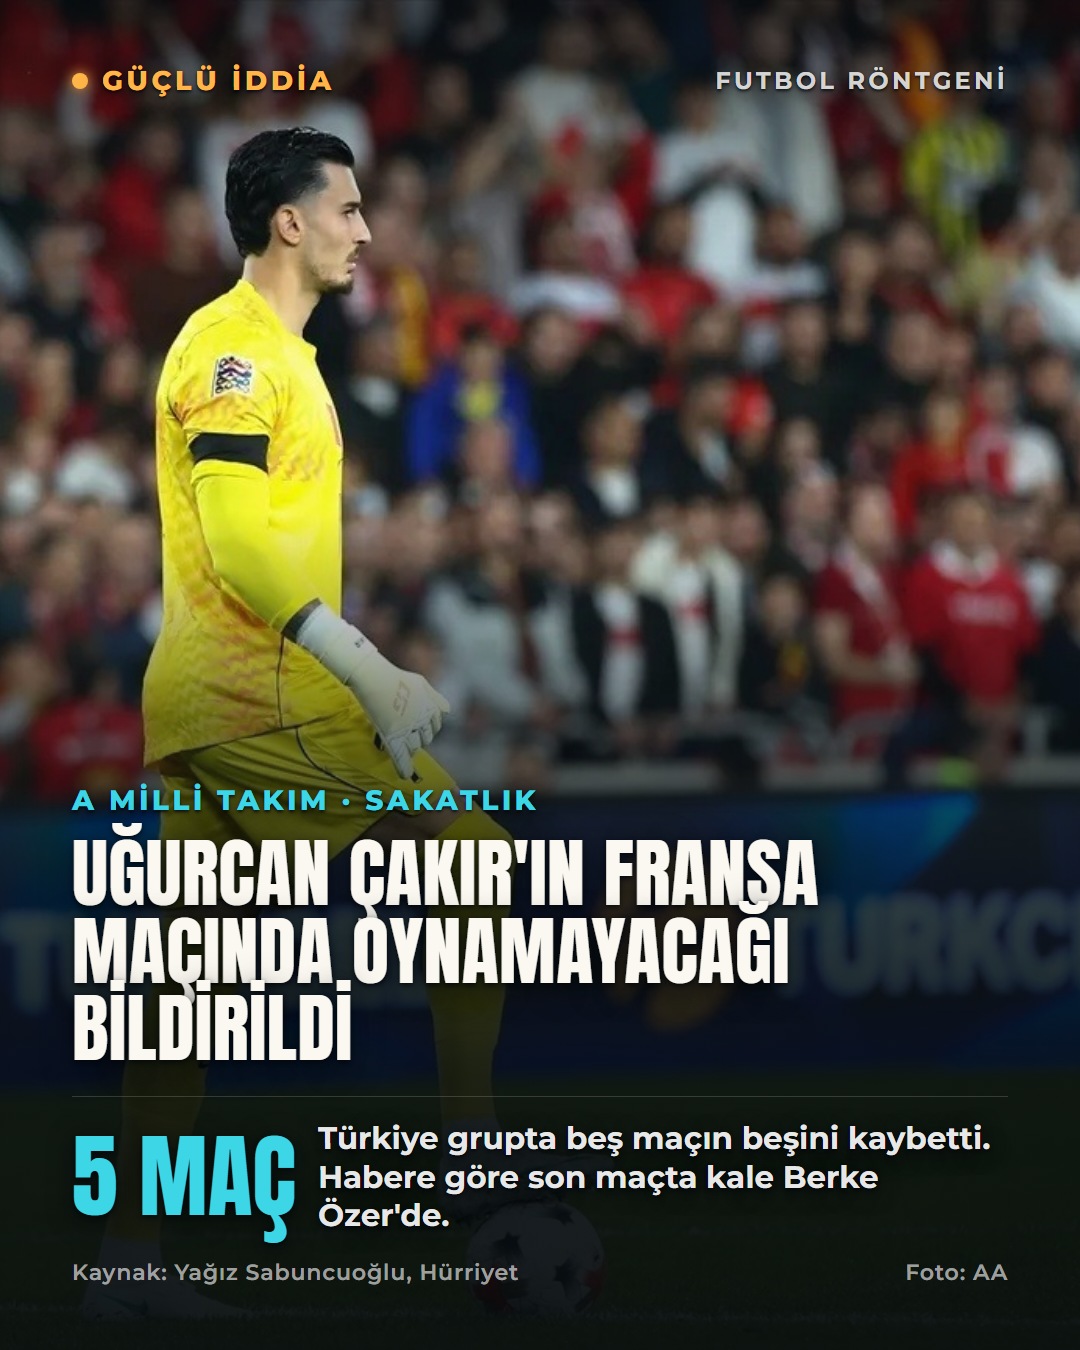 GÜÇLÜ İDDİA
FUTBOL RÖNTGENİ
A MİLLİ TAKIM • SAKATLIK
UĞURCAN ÇAKIR'IN FRANSA
MAÇINDA OYNAMAYACAĞI
BİLDİRİLDİ
5 MAÇ
Türkiye grupta beş maçın beşini kaybetti.
Habere göre son maçta kale Berke
Özer'de.
Kaynak: Yağız Sabuncuoğlu, Hürriyet
Foto: AA